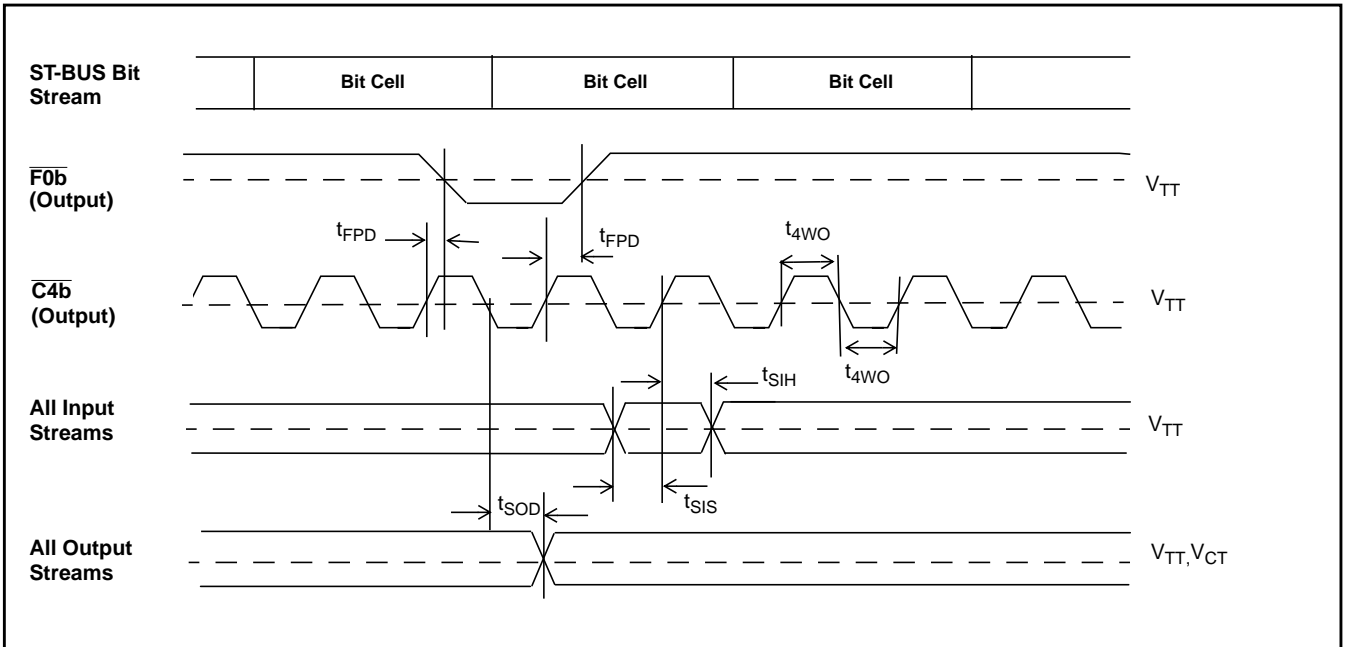 ST-BUS Bit
Stream
Bit Cell
Bit Cell
Bit Cell
F0b
(Output)
VTT
tFPD
tFPD
t4WO
C4b
(Output)
VTT
t4WO
tSIH
All Input
Streams
VTT
tSOD
tSIS
All Output
Streams
VTT,VCT